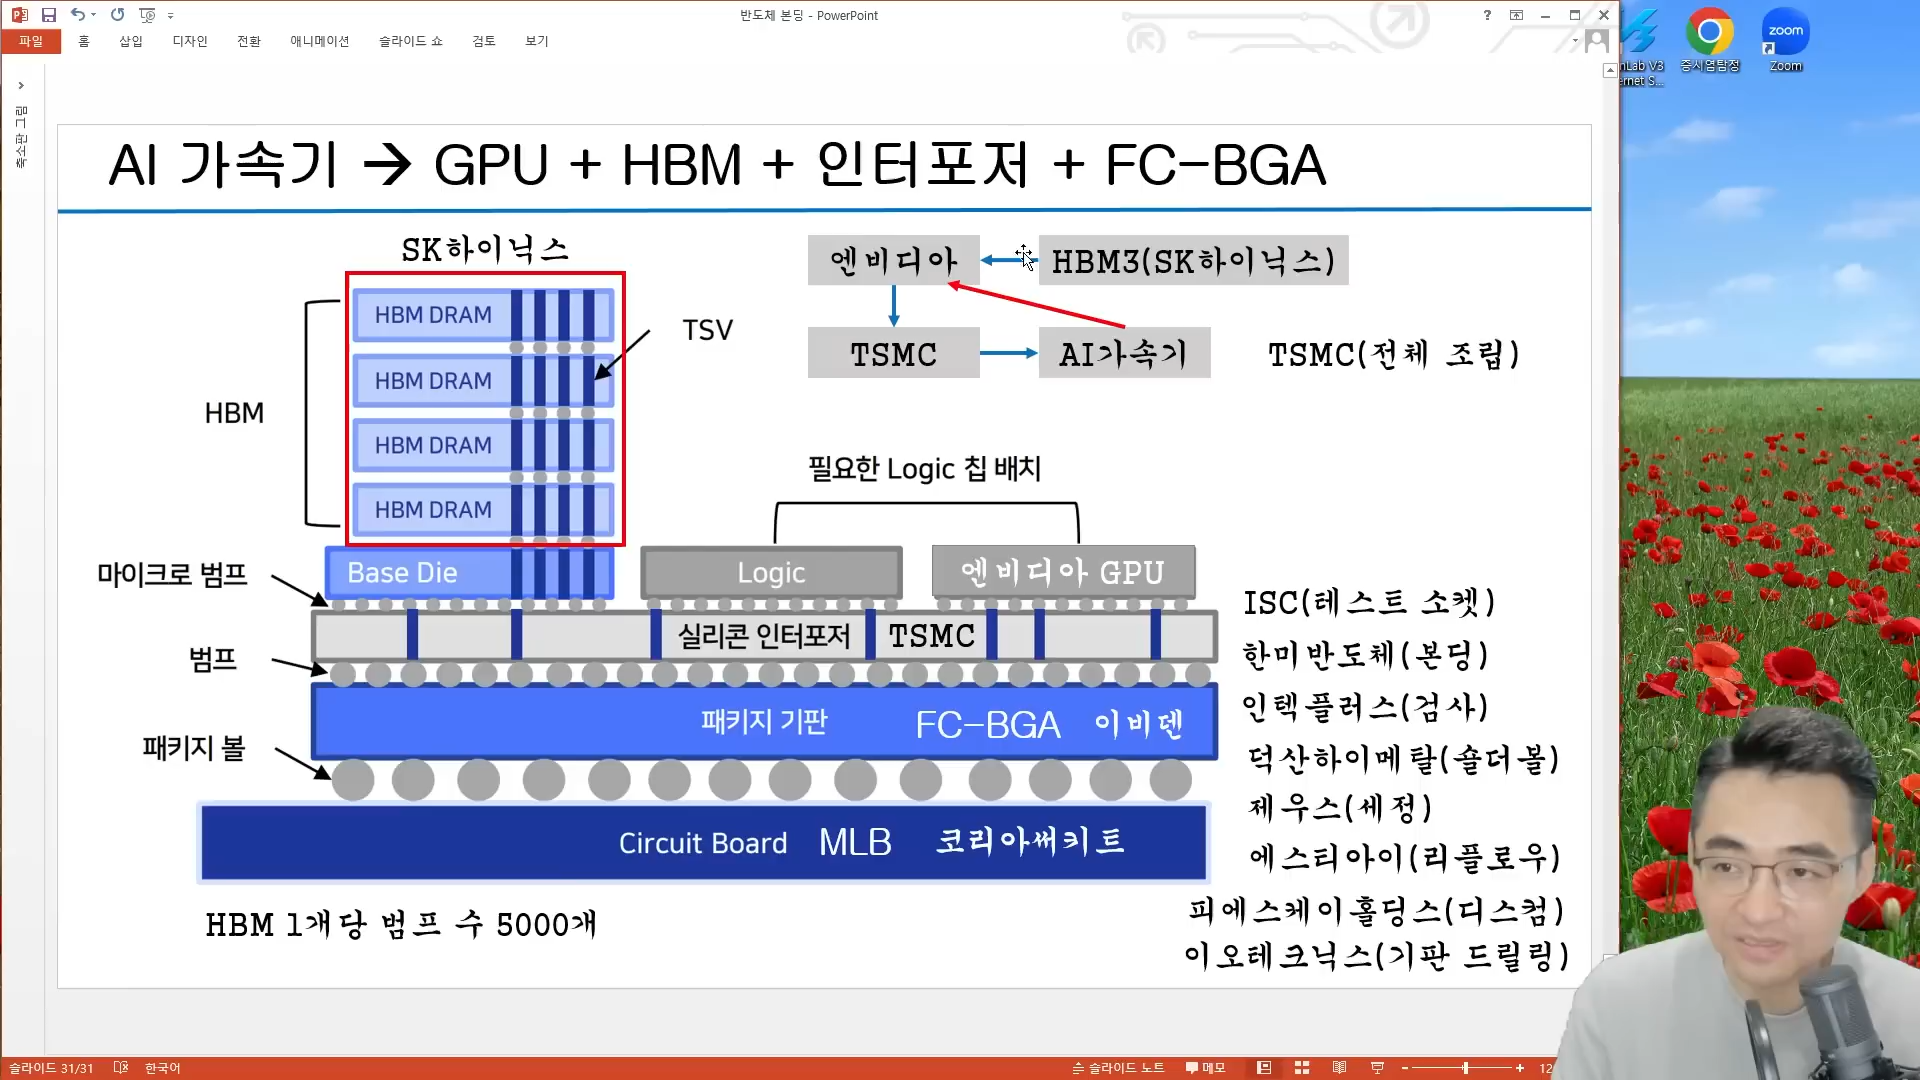 반도체 본딩 - PowerPoint
파일 홈 삽입 디자인 전환 애니메이션 슬라이드 쇼 검토 보기
축소판 그림
증시염탐정
Zoom
zoom
AI 가속기 → GPU + HBM + 인터포저 + FC-BGA
SK하이닉스
엔비디아
HBM3(SK하이닉스)
HBM DRAM
TSV
TSMC
AI가속기
TSMC(전체 조립)
HBM DRAM
HBM
HBM DRAM
필요한 Logic 칩 배치
HBM DRAM
마이크로 범프
Base Die
Logic
엔비디아 GPU
ISC(테스트 소켓)
실리콘 인터포저
TSMC
한미반도체(본딩)
범프
인텍플러스(검사)
패키지 기판
FC-BGA
이비덴
패키지 볼
덕산하이메탈(솔더볼)
제우스(세정)
Circuit Board
MLB
코리아써키트
에스티아이(리플로우)
HBM 1개당 범프 수 5000개
피에스케이홀딩스(디스컴)
이오테크닉스(기판 드릴링)
슬라이드 31/31 한국어
슬라이드 노트 메모